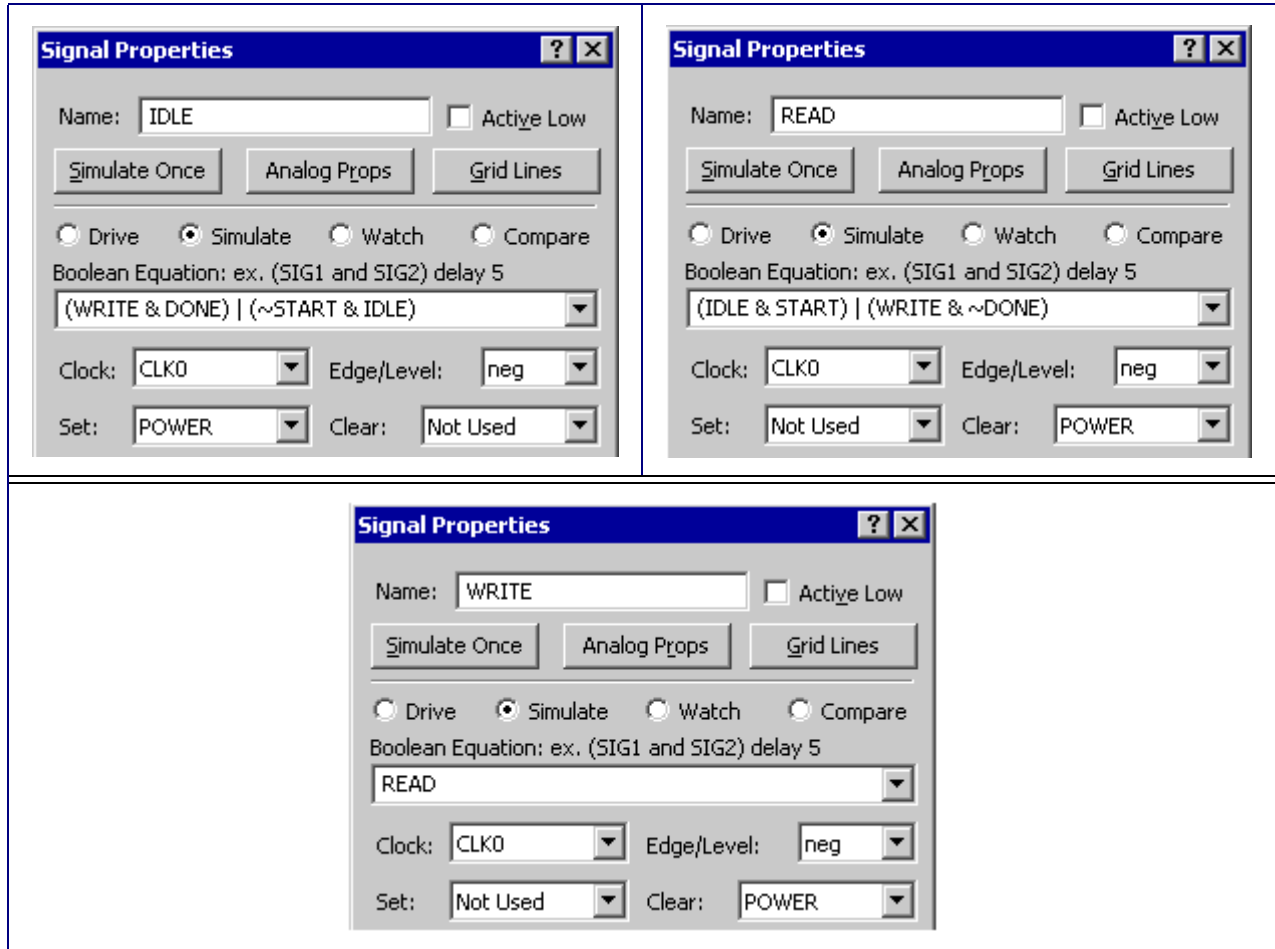 Signal Properties
Name: IDLE Active Low
Simulate Once Analog Props Grid Lines
Drive Simulate Watch Compare
Boolean Equation: ex. (SIG1 and SIG2) delay 5
(WRITE & DONE) | (~START & IDLE)
Clock: CLK0 Edge/Level: neg
Set: POWER Clear: Not Used
Signal Properties
Name: READ Active Low
Simulate Once Analog Props Grid Lines
Drive Simulate Watch Compare
Boolean Equation: ex. (SIG1 and SIG2) delay 5
(IDLE & START) | (WRITE & ~DONE)
Clock: CLK0 Edge/Level: neg
Set: Not Used Clear: POWER
Signal Properties
Name: WRITE Active Low
Simulate Once Analog Props Grid Lines
Drive Simulate Watch Compare
Boolean Equation: ex. (SIG1 and SIG2) delay 5
READ
Clock: CLK0 Edge/Level: neg
Set: Not Used Clear: POWER